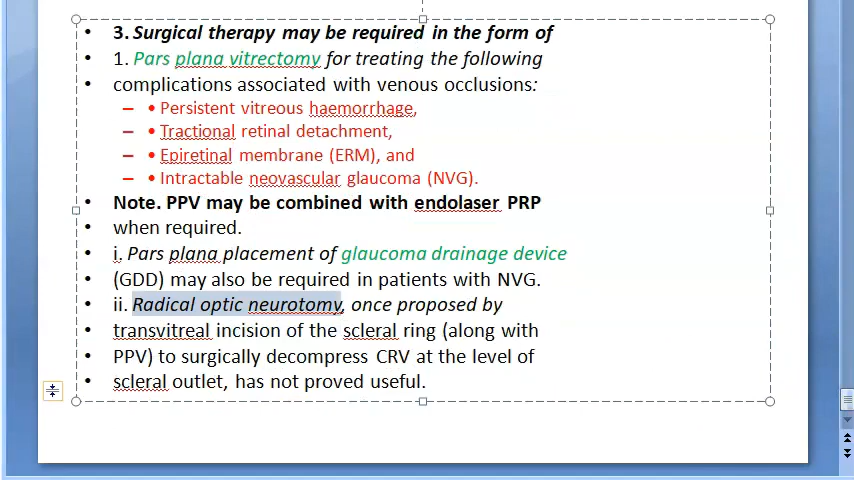 • 3. Surgical therapy may be required in the form of
• 1. Pars plana vitrectomy for treating the following
• complications associated with venous occlusions:
– • Persistent vitreous haemorrhage,
– • Tractional retinal detachment,
– • Epiretinal membrane (ERM), and
– • Intractable neovascular glaucoma (NVG).
• Note. PPV may be combined with endolaser PRP
• when required.
• i. Pars plana placement of glaucoma drainage device
• (GDD) may also be required in patients with NVG.
• ii. Radical optic neurotomy, once proposed by
• transvitreal incision of the scleral ring (along with
• PPV) to surgically decompress CRV at the level of
• scleral outlet, has not proved useful.